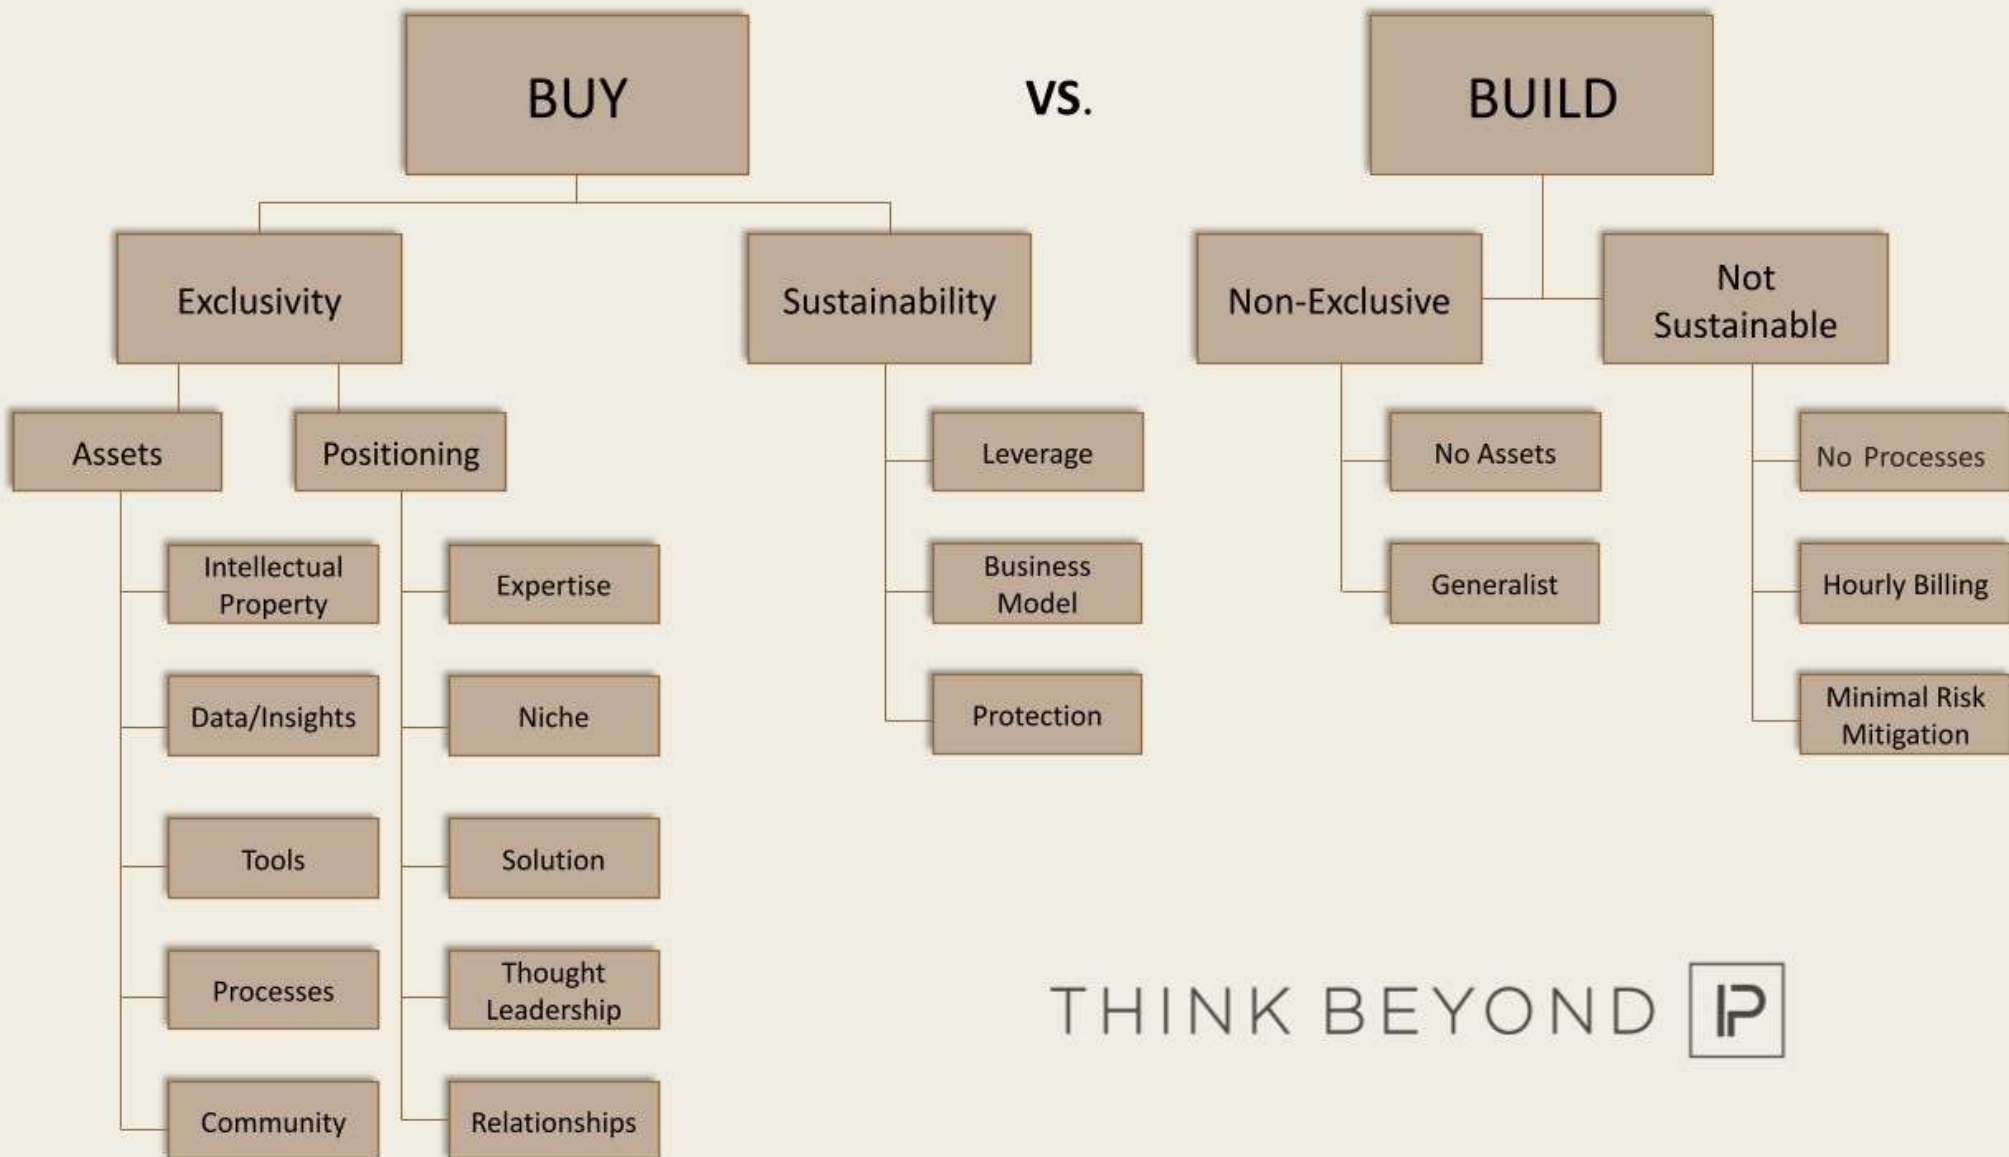 BUY
VS.
BUILD
Exclusivity
Sustainability
Non-Exclusive
Not
Sustainable
Assets
Positioning
Leverage
No Assets
No Processes
Intellectual
Property
Expertise
Business
Model
Generalist
Hourly Billing
Data/Insights
Niche
Protection
Minimal Risk
Mitigation
Tools
Solution
Processes
Thought
Leadership
Community
Relationships
THINK BEYOND IP